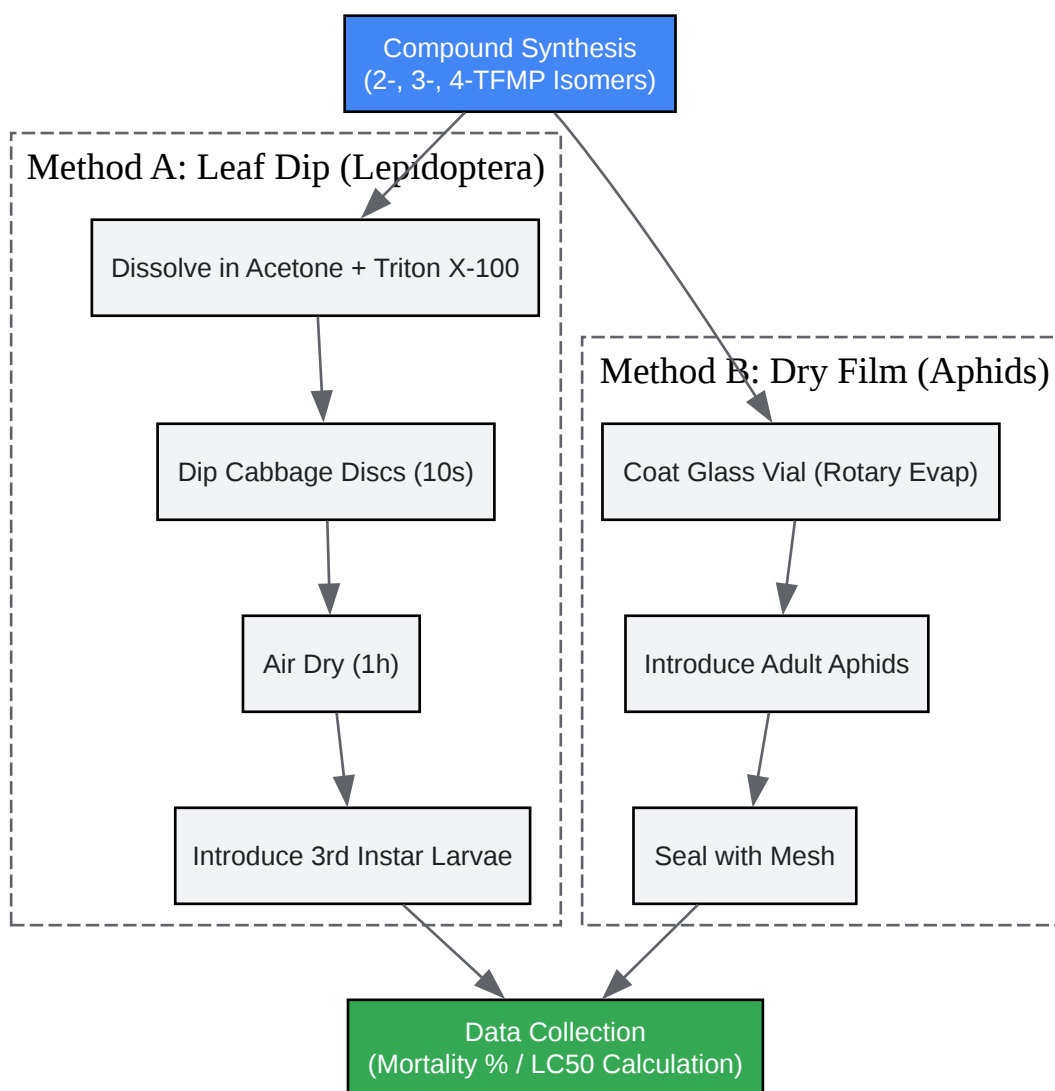 Compound Synthesis
(2-, 3-, 4-TFMP Isomers)
Method A: Leaf Dip (Lepidoptera)
Dissolve in Acetone + Triton X-100
Dip Cabbage Discs (10s)
Air Dry (1h)
Introduce 3rd Instar Larvae
Method B: Dry Film (Aphids)
Coat Glass Vial (Rotary Evap)
Introduce Adult Aphids
Seal with Mesh
Data Collection
(Mortality % / LC50 Calculation)